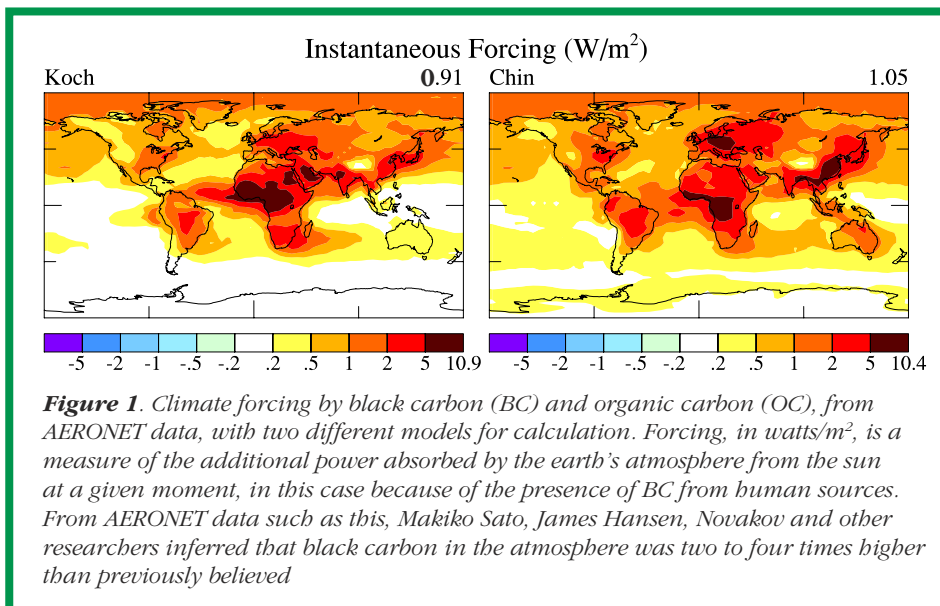 Instantaneous Forcing (W/m²)
Koch 0.91 Chin 1.05
-5 -2 -1 -.5 -.2 .2 .5 1 2 5 10.9 -5 -2 -1 -.5 -.2 .2 .5 1 2 5 10.4
Figure 1. Climate forcing by black carbon (BC) and organic carbon (OC), from
AERONET data, with two different models for calculation. Forcing, in watts/m², is a
measure of the additional power absorbed by the earth's atmosphere from the sun
at a given moment, in this case because of the presence of BC from human sources.
From AERONET data such as this, Makiko Sato, James Hansen, Novakov and other
researchers inferred that black carbon in the atmosphere was two to four times higher
than previously believed